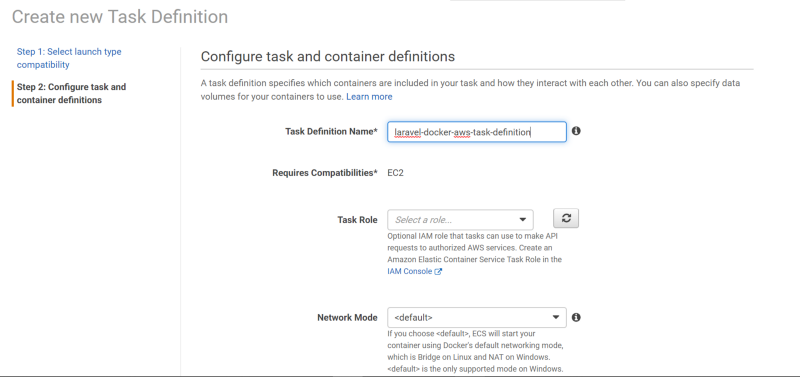 Create new Task Definition
Step 1: Select launch type
compatibility
Step 2: Configure task and
container definitions
Configure task and container definitions
A task definition specifies which containers are included in your task and how they interact with each other. You can also specify data
volumes for your containers to use. Learn more
Task Definition Name* laravel-docker-aws-task-definition
Requires Compatibilities* EC2
Task Role Select a role...
Optional IAM role that tasks can use to make API
requests to authorized AWS services. Create an
Amazon Elastic Container Service Task Role in the
IAM Console
Network Mode <default>
If you choose <default>, ECS will start your
container using Docker's default networking mode,
which is Bridge on Linux and NAT on Windows.
<default> is the only supported mode on Windows.